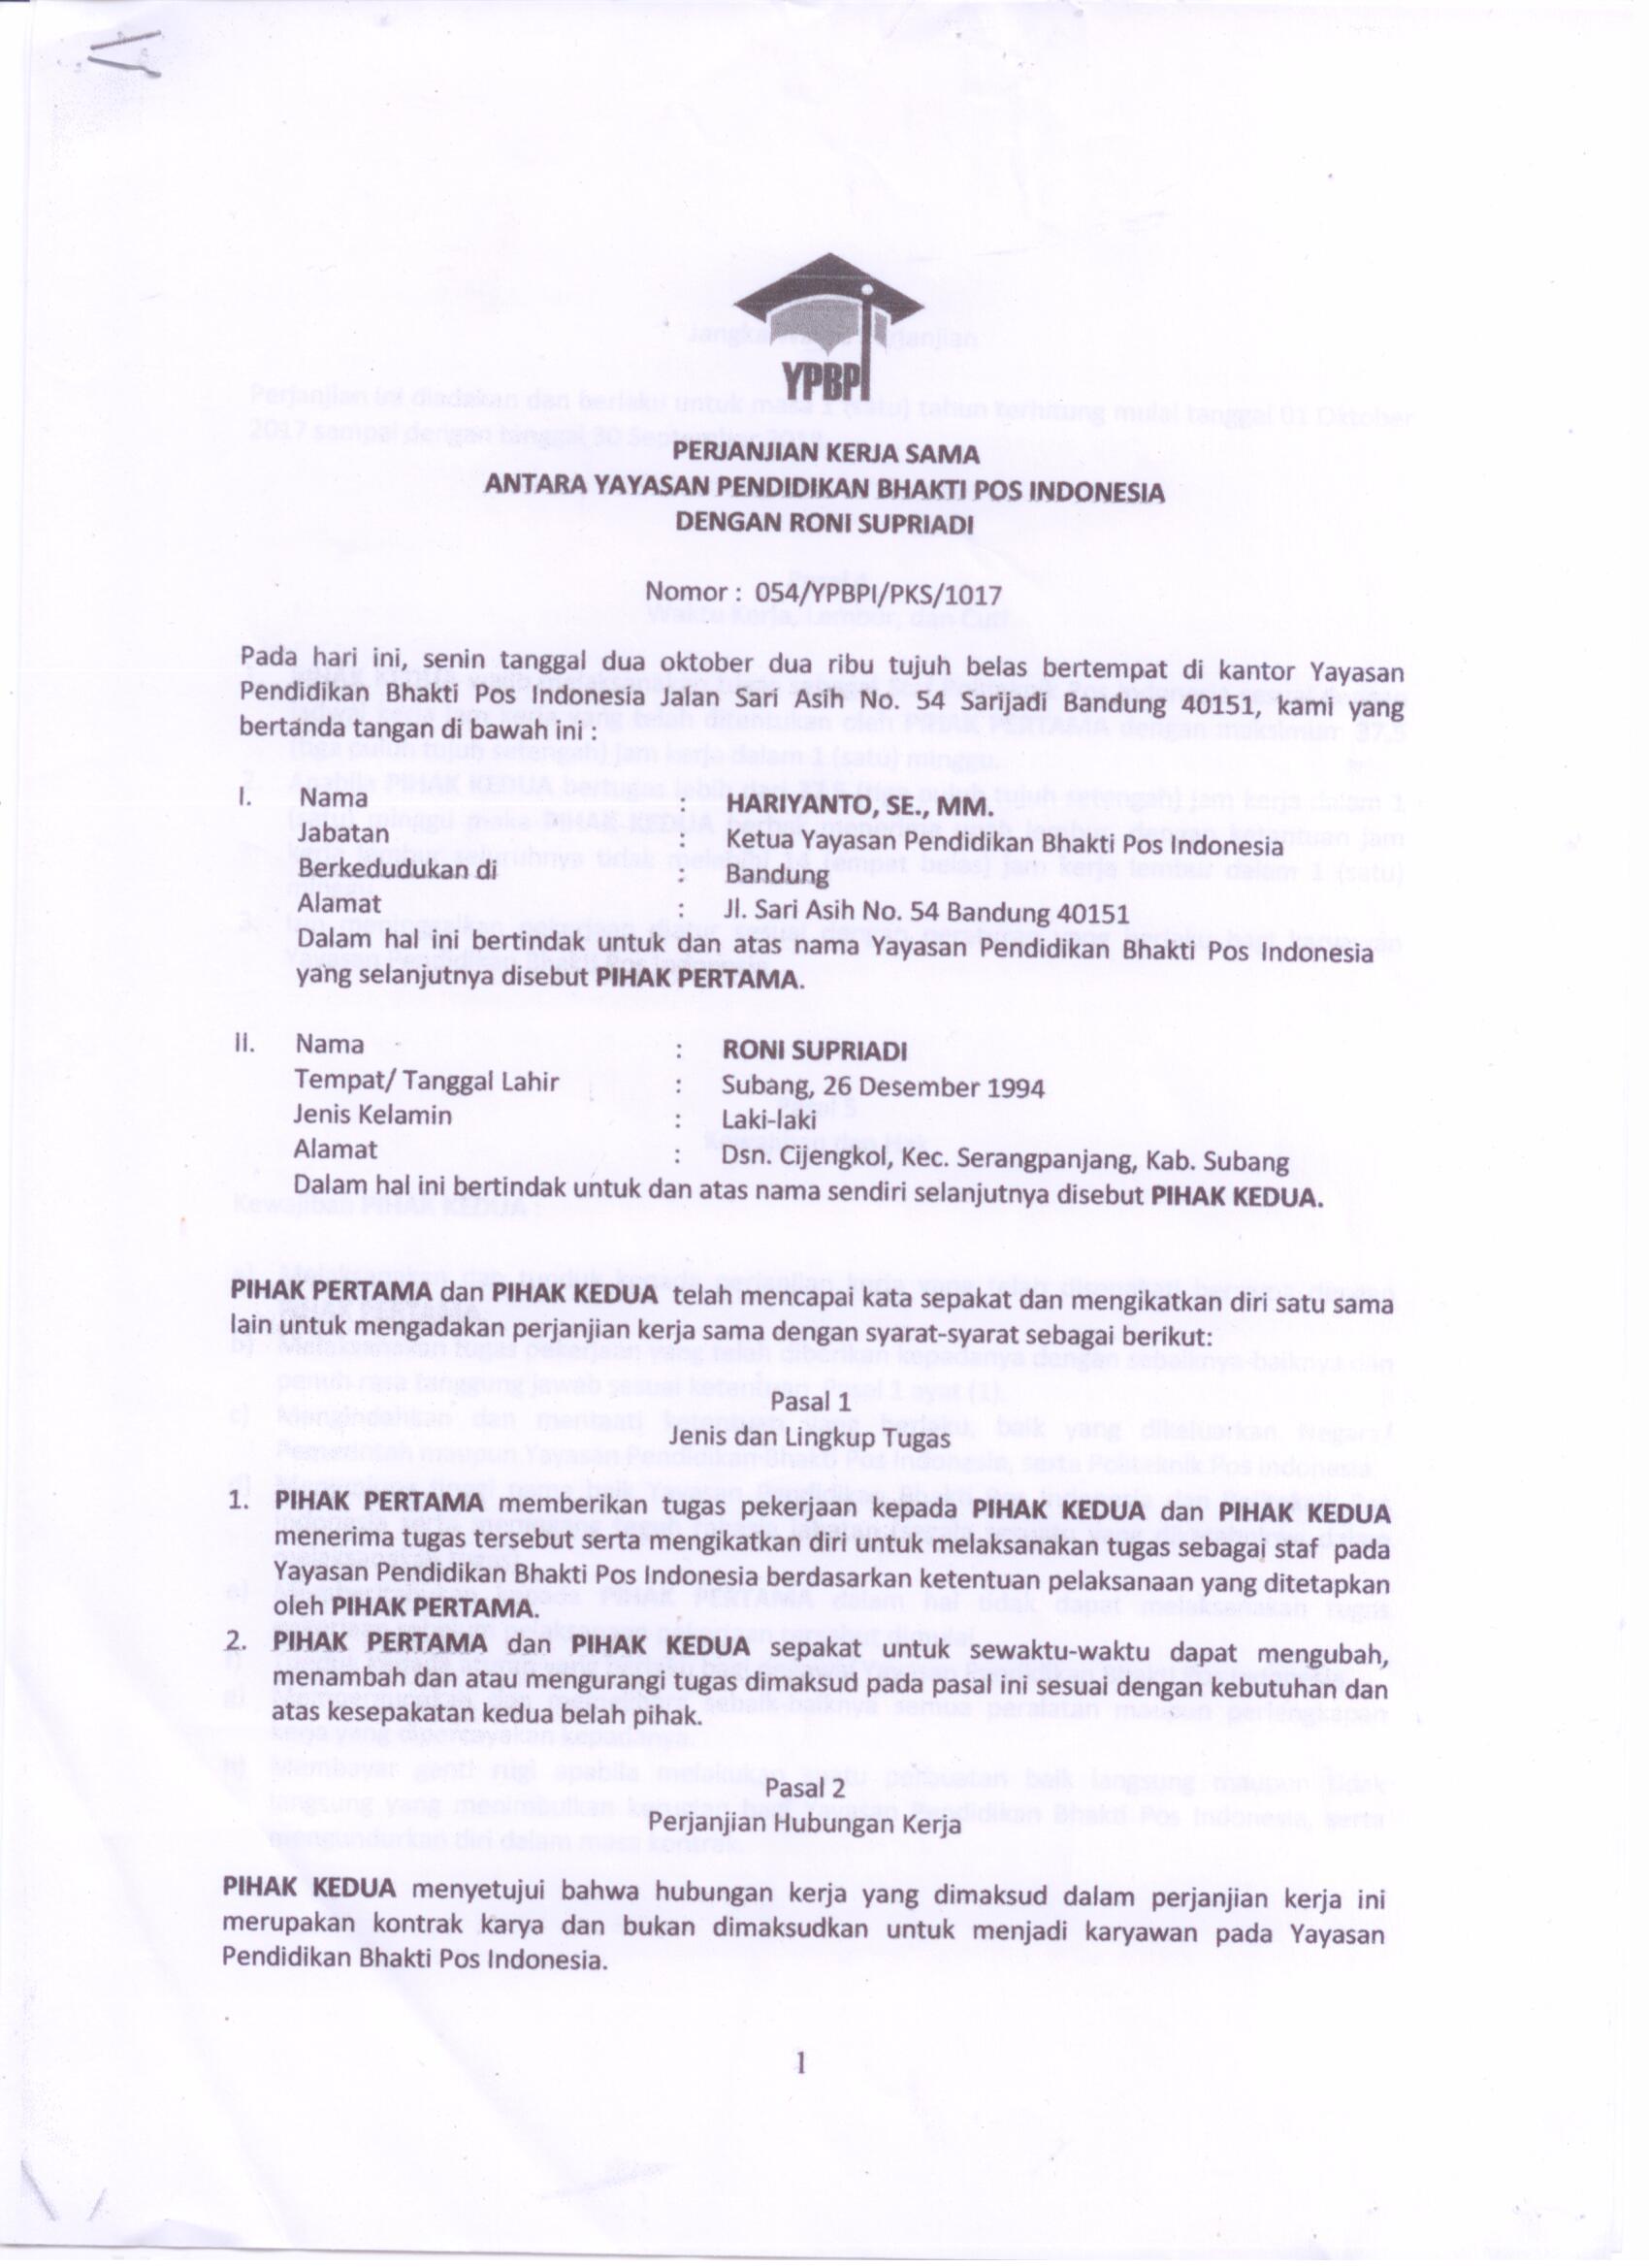 YPBPI
PERJANJIAN KERJA SAMA
ANTARA YAYASAN PENDIDIKAN BHAKTI POS INDONESIA
DENGAN RONI SUPRIADI
Nomor : 054/YPBPI/PKS/1017
Pada hari ini, senin tanggal dua oktober dua ribu tujuh belas bertempat di kantor Yayasan
Pendidikan Bhakti Pos Indonesia Jalan Sari Asih No. 54 Sarijadi Bandung 40151, kami yang
bertanda tangan di bawah ini :
I. Nama : HARIYANTO, SE., MM.
Jabatan : Ketua Yayasan Pendidikan Bhakti Pos Indonesia
Berkedudukan di : Bandung
Alamat : Jl. Sari Asih No. 54 Bandung 40151
Dalam hal ini bertindak untuk dan atas nama Yayasan Pendidikan Bhakti Pos Indonesia
yang selanjutnya disebut PIHAK PERTAMA.
II. Nama : RONI SUPRIADI
Tempat/ Tanggal Lahir : Subang, 26 Desember 1994
Jenis Kelamin : Laki-laki
Alamat : Dsn. Cijengkol, Kec. Serangpanjang, Kab. Subang
Dalam hal ini bertindak untuk dan atas nama sendiri selanjutnya disebut PIHAK KEDUA.
PIHAK PERTAMA dan PIHAK KEDUA telah mencapai kata sepakat dan mengikatkan diri satu sama
lain untuk mengadakan perjanjian kerja sama dengan syarat-syarat sebagai berikut:
Pasal 1
Jenis dan Lingkup Tugas
1. PIHAK PERTAMA memberikan tugas pekerjaan kepada PIHAK KEDUA dan PIHAK KEDUA
menerima tugas tersebut serta mengikatkan diri untuk melaksanakan tugas sebagai staf pada
Yayasan Pendidikan Bhakti Pos Indonesia berdasarkan ketentuan pelaksanaan yang ditetapkan
oleh PIHAK PERTAMA.
2. PIHAK PERTAMA dan PIHAK KEDUA sepakat untuk sewaktu-waktu dapat mengubah,
menambah dan atau mengurangi tugas dimaksud pada pasal ini sesuai dengan kebutuhan dan
atas kesepakatan kedua belah pihak.
Pasal 2
Perjanjian Hubungan Kerja
PIHAK KEDUA menyetujui bahwa hubungan kerja yang dimaksud dalam perjanjian kerja ini
merupakan kontrak karya dan bukan dimaksudkan untuk menjadi karyawan pada Yayasan
Pendidikan Bhakti Pos Indonesia.
1